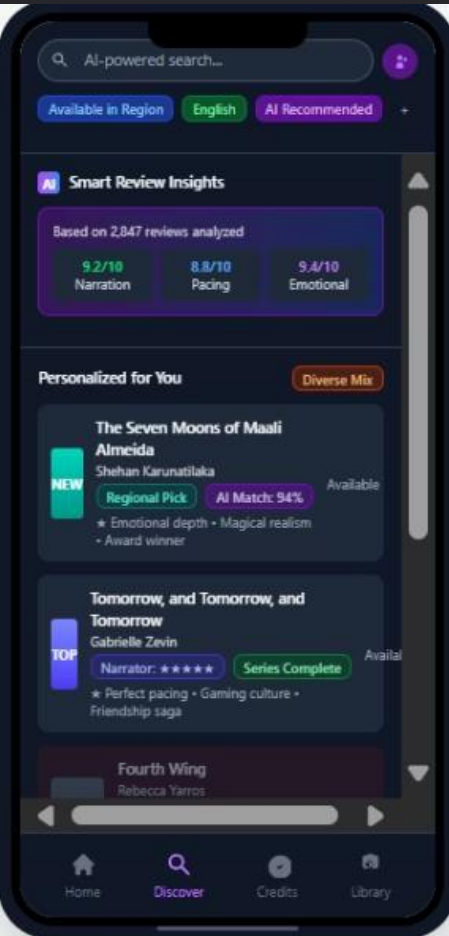 AI-powered search...
Available in Region
English
AI Recommended
+
AI
Smart Review Insights
Based on 2,847 reviews analyzed
9.2/10
Narration
8.8/10
Pacing
9.4/10
Emotional
Personalized for You
Diverse Mix
NEW
The Seven Moons of Maali
Almeida
Shehan Karunatilaka
Regional Pick
AI Match: 94%
★ Emotional depth • Magical realism
• Award winner
Available
TOP
Tomorrow, and Tomorrow, and
Tomorrow
Gabrielle Zevin
Narrator: ★★★★★
Series Complete
★ Perfect pacing • Gaming culture •
Friendship saga
Availal
Fourth Wing
Rebecca Yarros
Home
Discover
Credits
Library